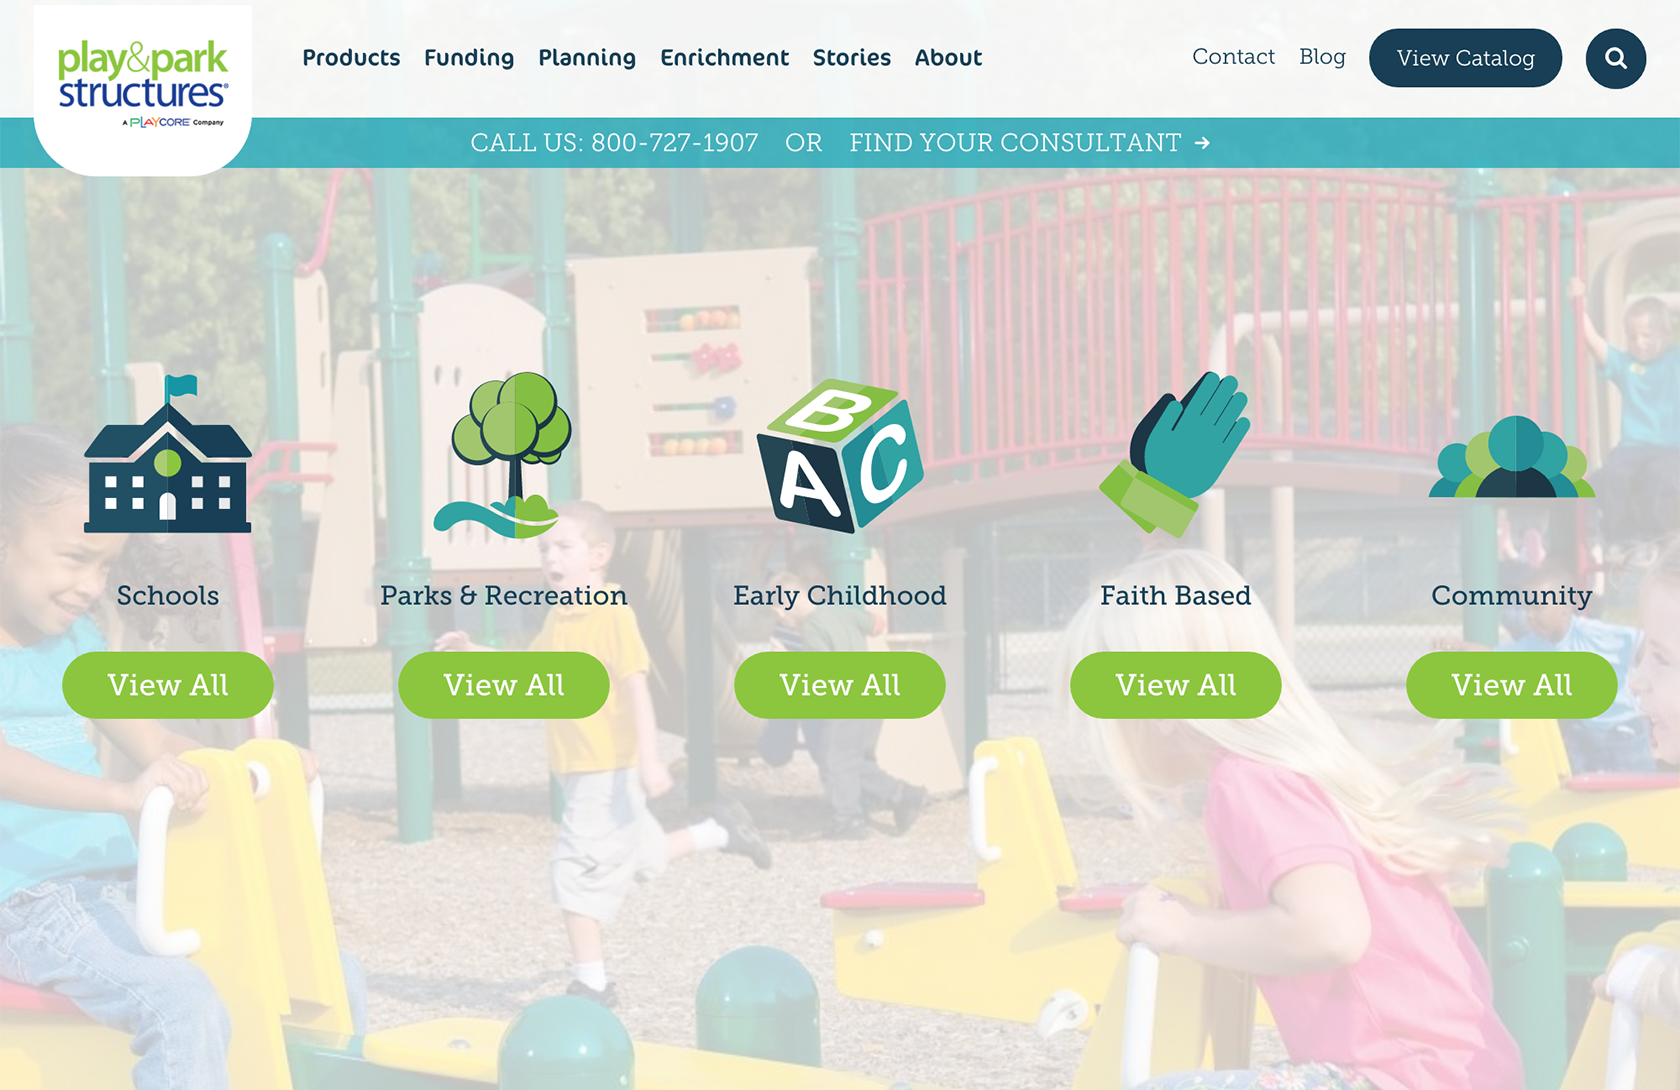 play&park
structures®
A PLAYCORE Company
Products Funding Planning Enrichment Stories About
Contact Blog View Catalog
CALL US: 800-727-1907 OR FIND YOUR CONSULTANT →
B
A C
Schools Parks & Recreation Early Childhood Faith Based Community
View All View All View All View All View All